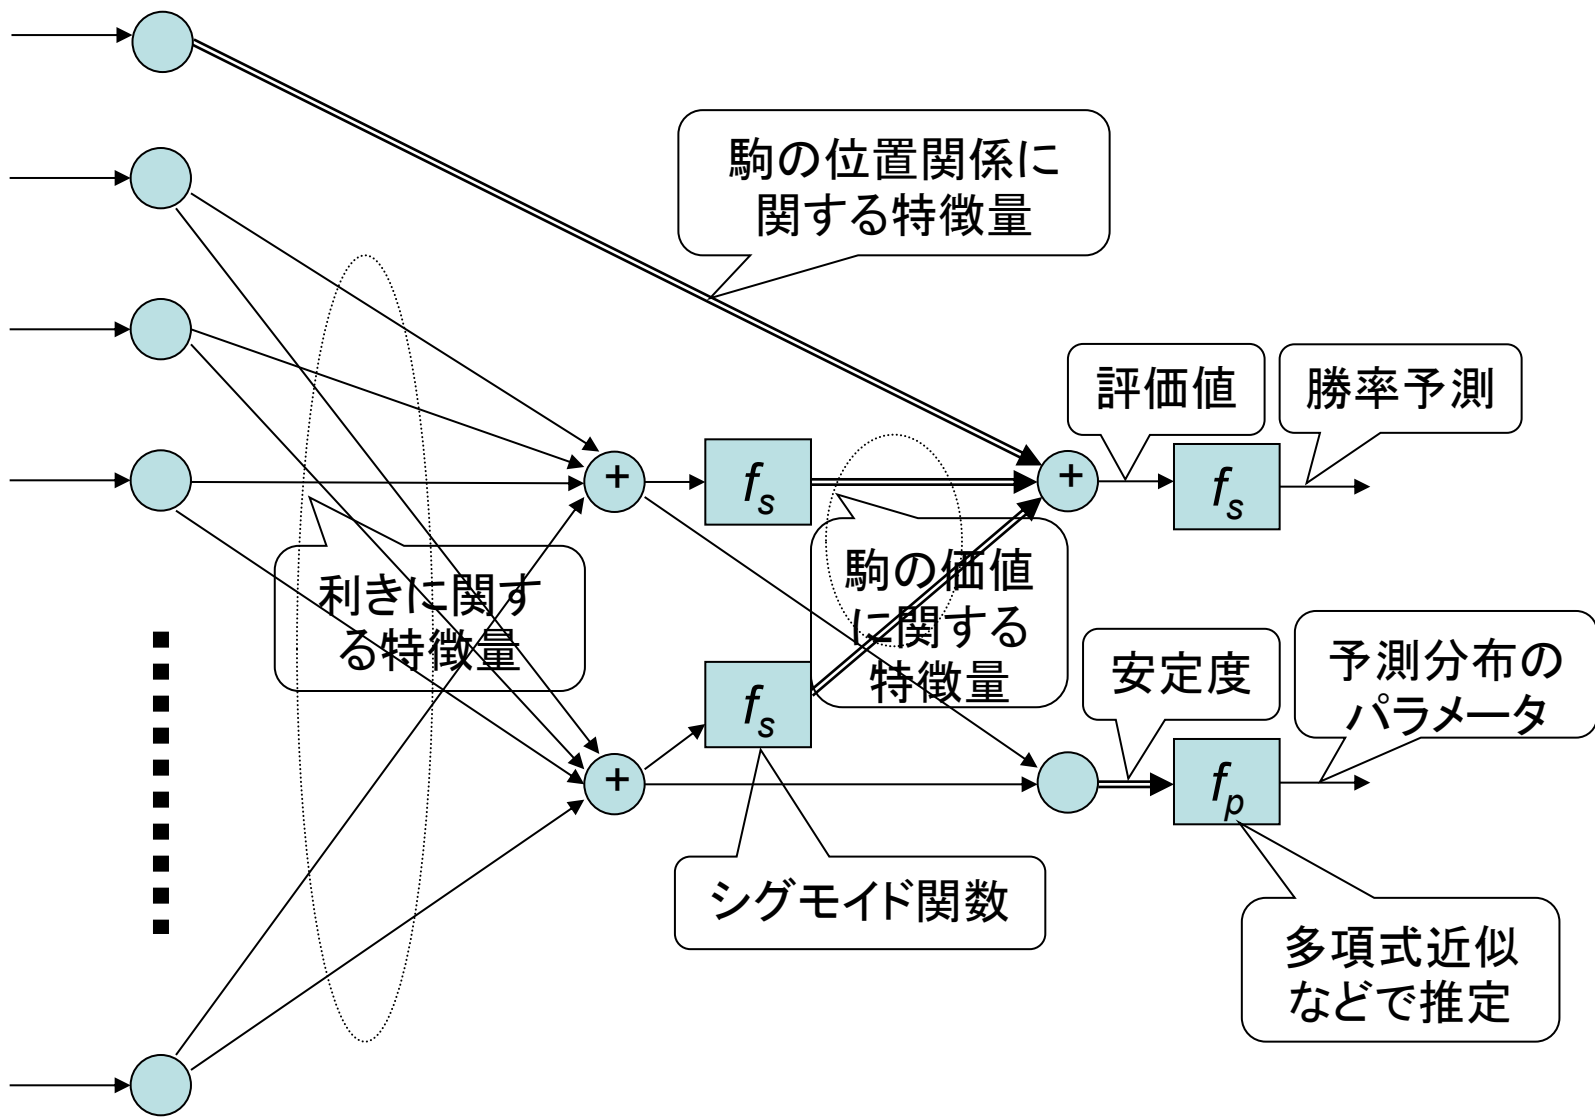 駒の位置関係に
関する特徴量
評価値
勝率予測
+
f_s
+
f_s
利きに関す
る特徴量
駒の価値
に関する
特徴量
安定度
予測分布の
パラメータ
f_s
+
f_p
シグモイド関数
多項式近似
などで推定